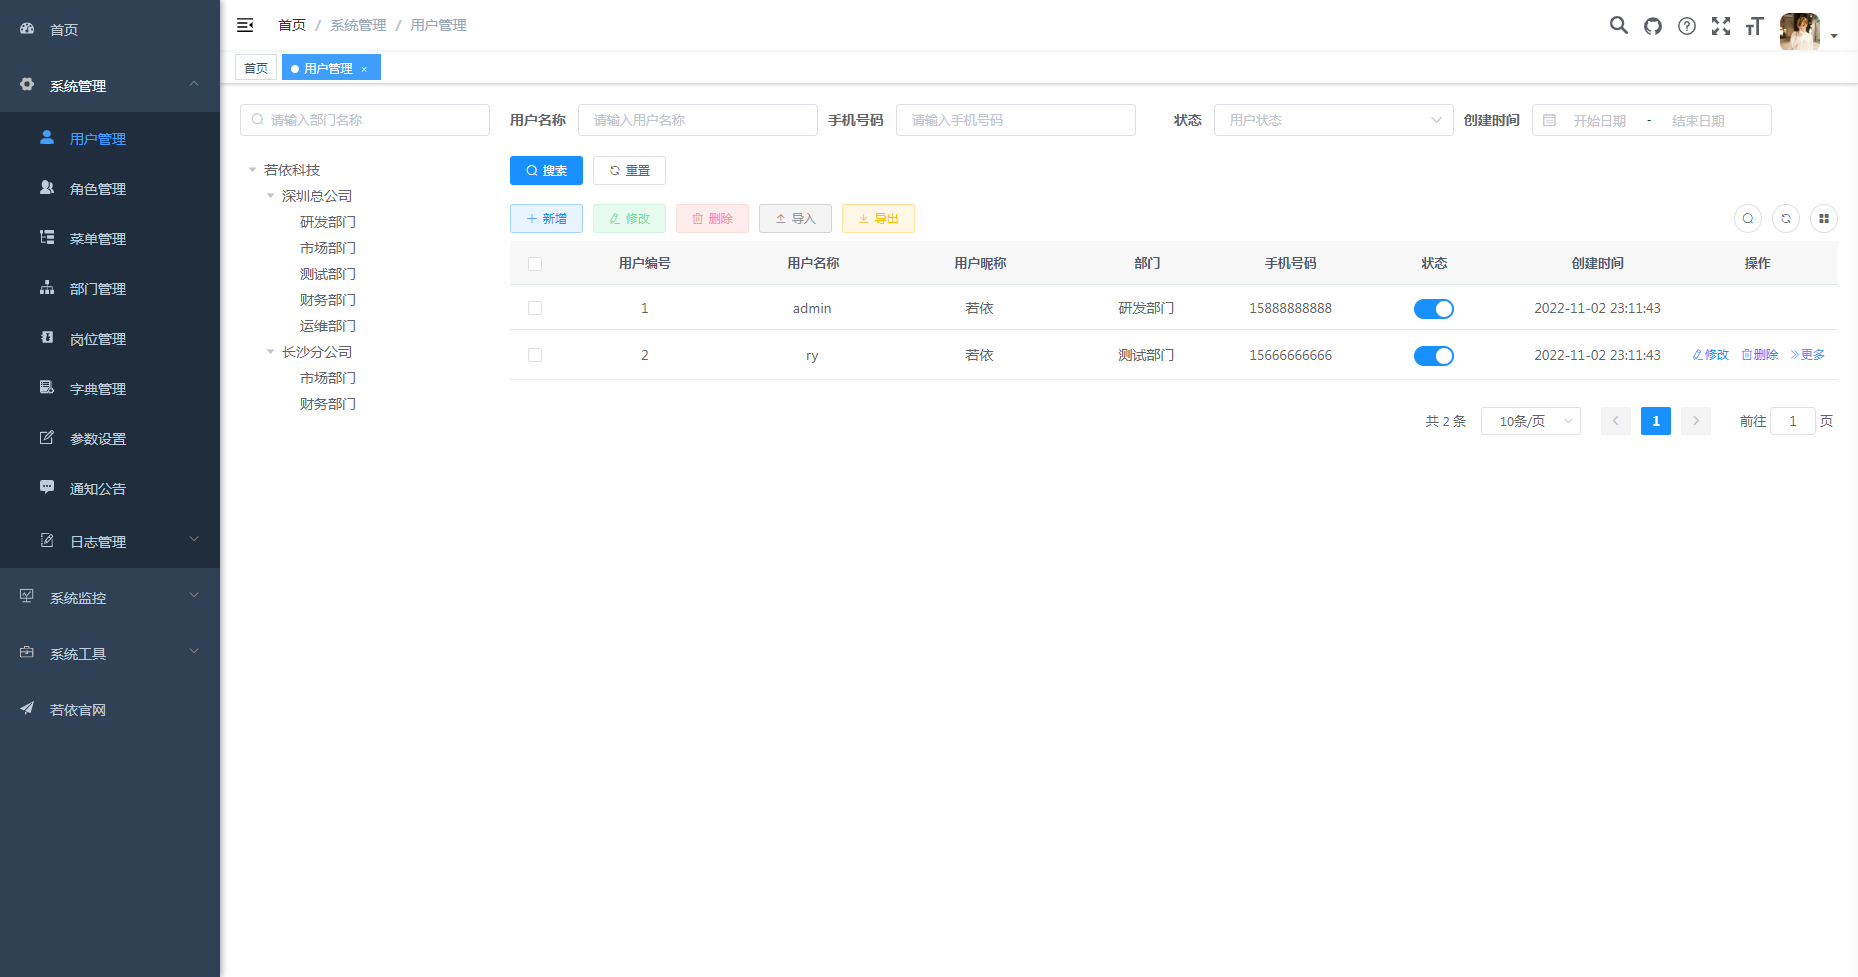 首页
系统管理
用户管理
角色管理
菜单管理
部门管理
岗位管理
字典管理
参数设置
通知公告
日志管理
系统监控
系统工具
若依官网
首页 / 系统管理 / 用户管理
首页 用户管理 ×
请输入部门名称
若依科技
深圳总公司
研发部门
市场部门
测试部门
财务部门
运维部门
长沙分公司
市场部门
财务部门
用户名称 请输入用户名称 手机号码 请输入手机号码 状态 用户状态 创建时间 开始日期 - 结束日期
搜索 重置
新增 修改 删除 导入 导出
用户编号 用户名称 用户昵称 部门 手机号码 状态 创建时间 操作
1 admin 若依 研发部门 15888888888 2022-11-02 23:11:43
2 ry 若依 测试部门 15666666666 2022-11-02 23:11:43 修改 删除 更多
共 2 条 10条/页 1 前往 1 页